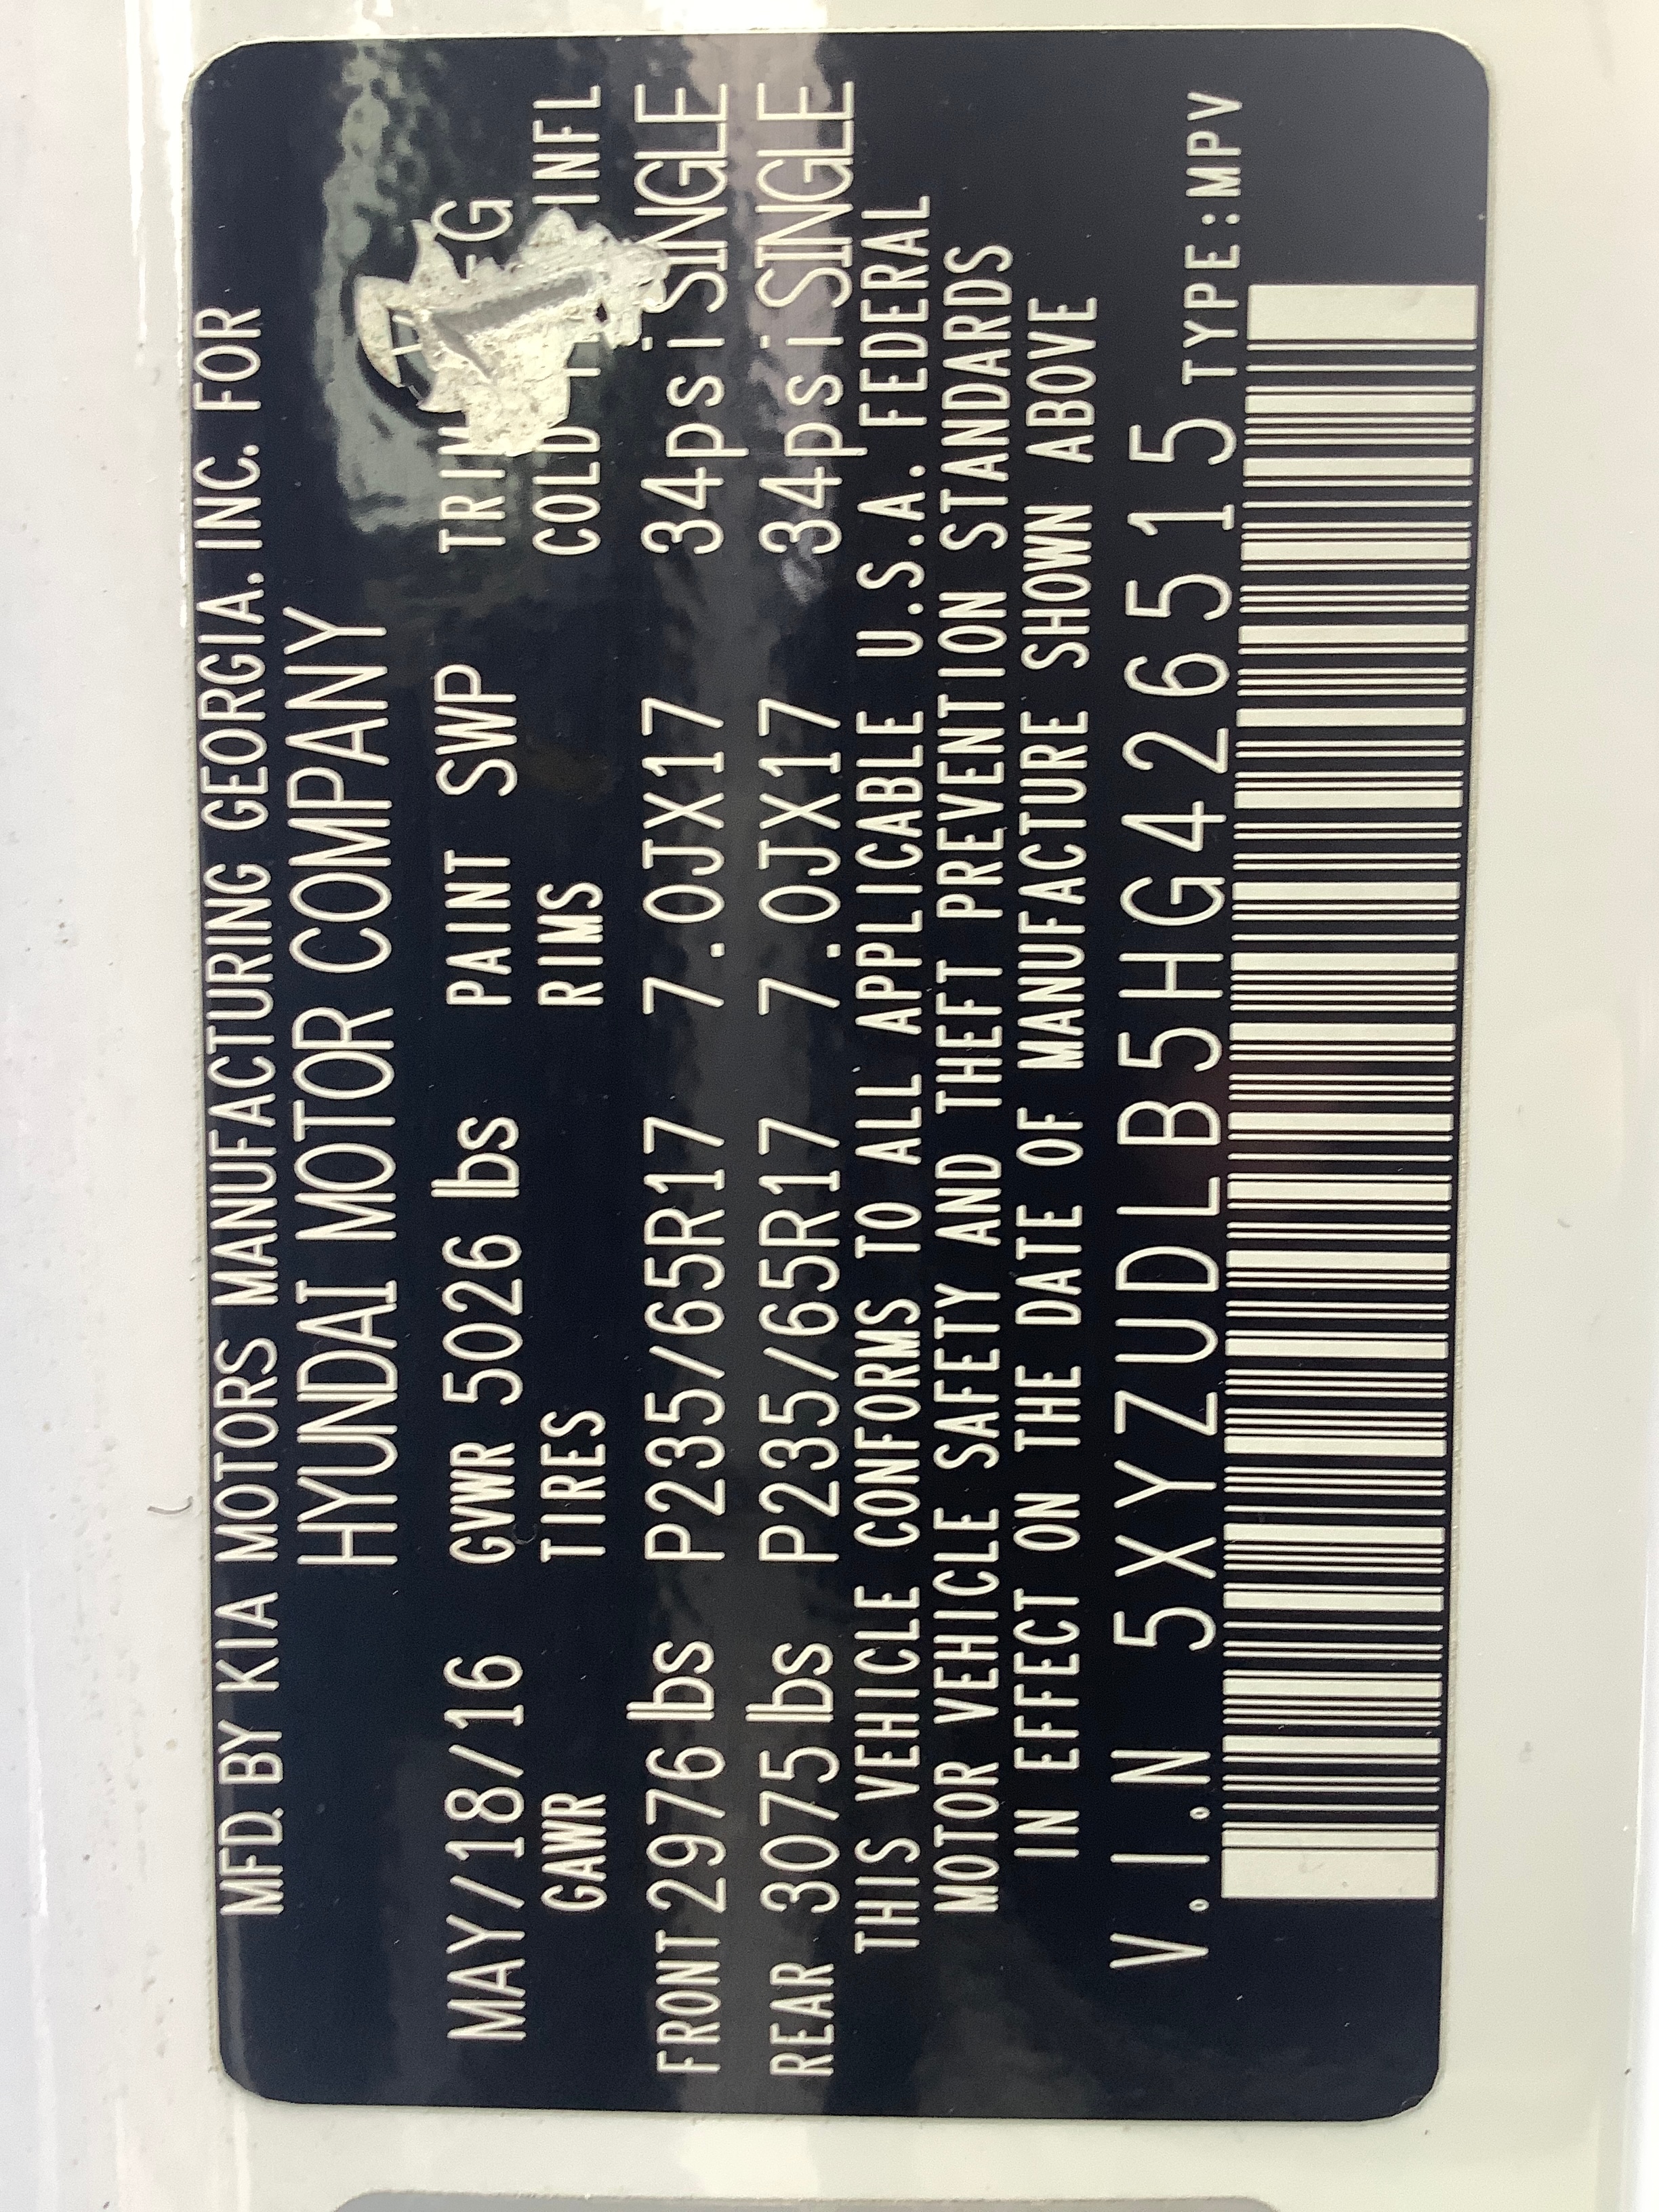 MFD. BY KIA MOTORS MANUFACTURING GEORGIA. INC. FOR
HYUNDAI MOTOR COMPANY
MAY/18/16 GVWR 5026 lbs PAINT SWP
GAWR TIRES RIMS COLD INFL
FRONT 2976 lbs P235/65R17 7.0JX17 34psi SINGLE
REAR 3075 lbs P235/65R17 7.0JX17 34psi SINGLE
THIS VEHICLE CONFORMS TO ALL APPLICABLE U.S.A. FEDERAL
MOTOR VEHICLE SAFETY AND THEFT PREVENTION STANDARDS
IN EFFECT ON THE DATE OF MANUFACTURE SHOWN ABOVE
V.I.N 5XYZUDLB5HG426515 TYPE:MPV